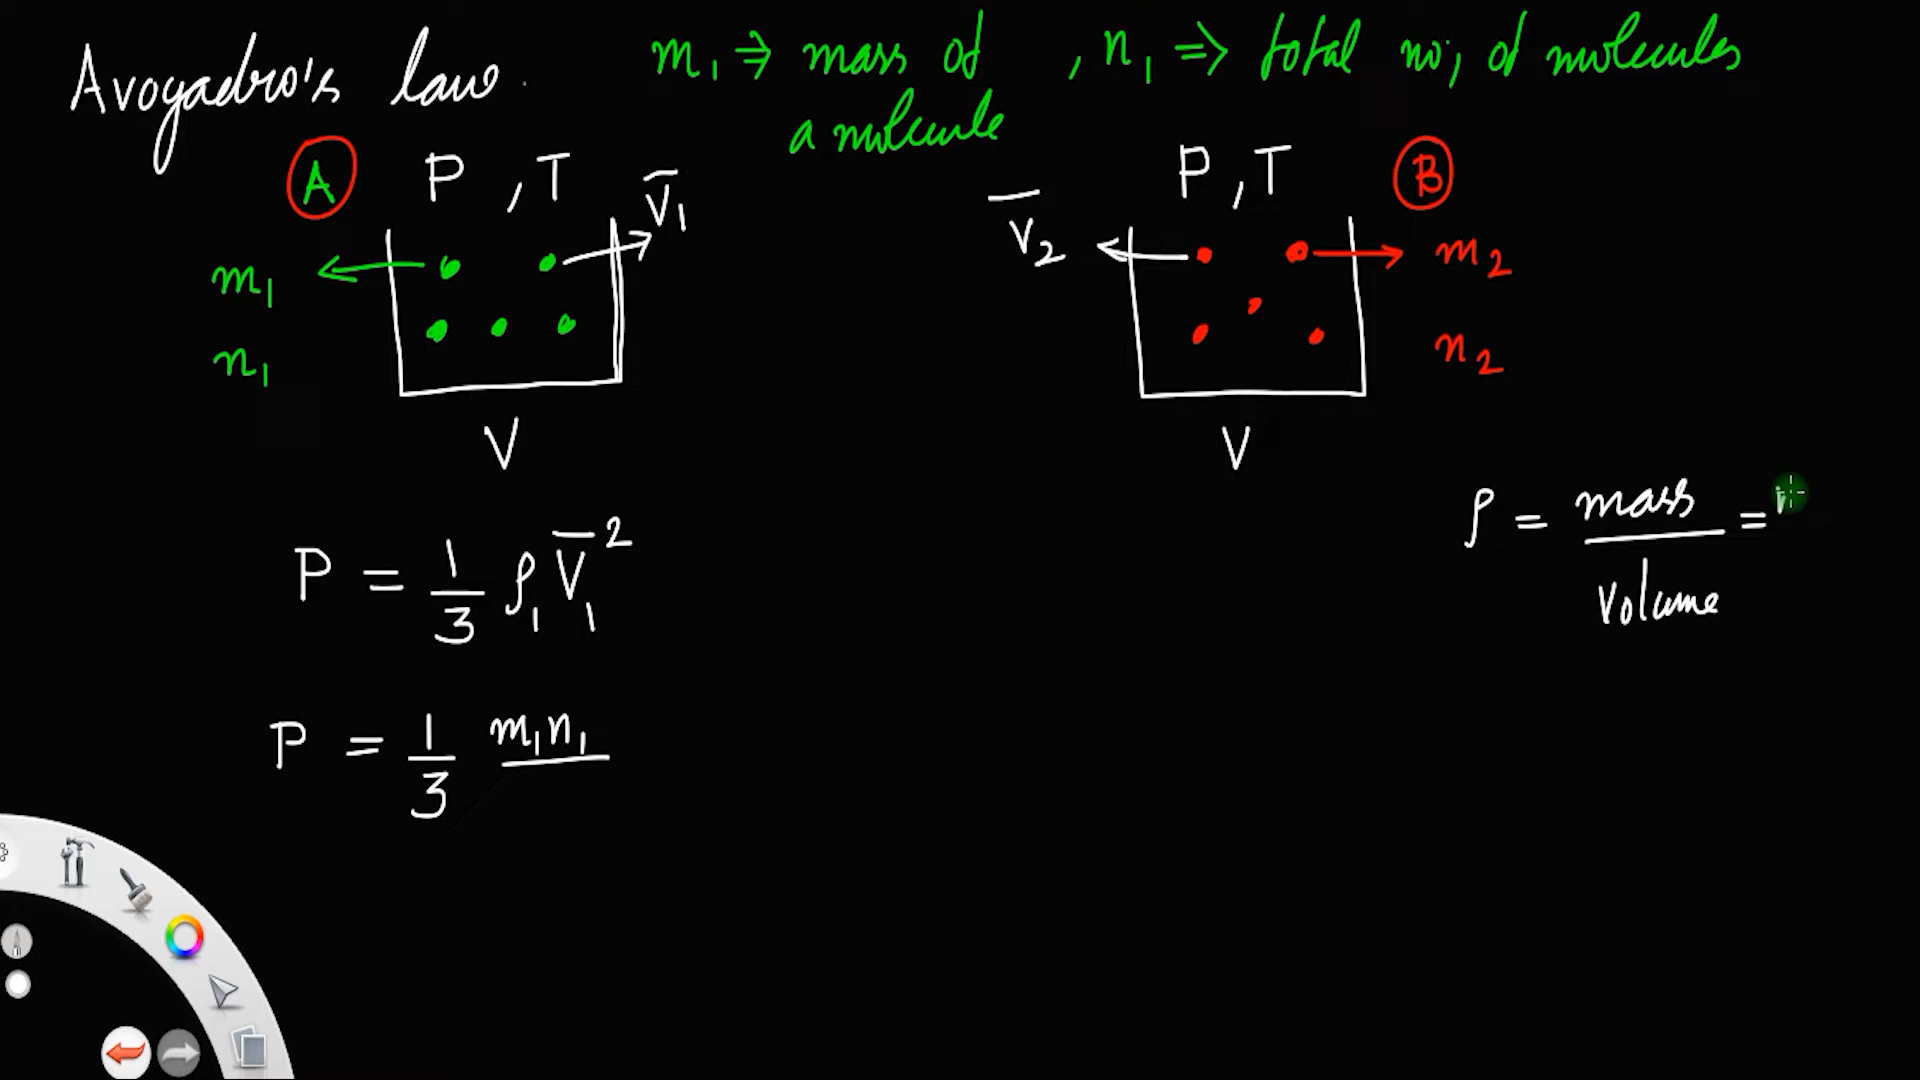 Avogadro's law.
m₁ ⇒ mass of a molecule , n₁ ⇒ total no; of molecules
A P , T V̄₁
m₁
n₁
V
P , T B
V̄₂ m₂
n₂
V
ρ = mass / volume =
P = 1/3 ρ₁ V̄₁²
P = 1/3 m₁n₁